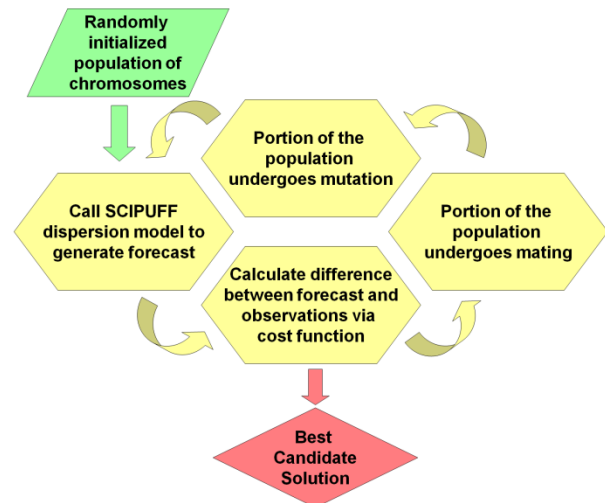 Randomly
initialized
population of
chromosomes
Portion of the
population
undergoes mutation
Call SCIPUFF
dispersion model to
generate forecast
Portion of the
population
undergoes mating
Calculate difference
between forecast and
observations via
cost function
Best
Candidate
Solution